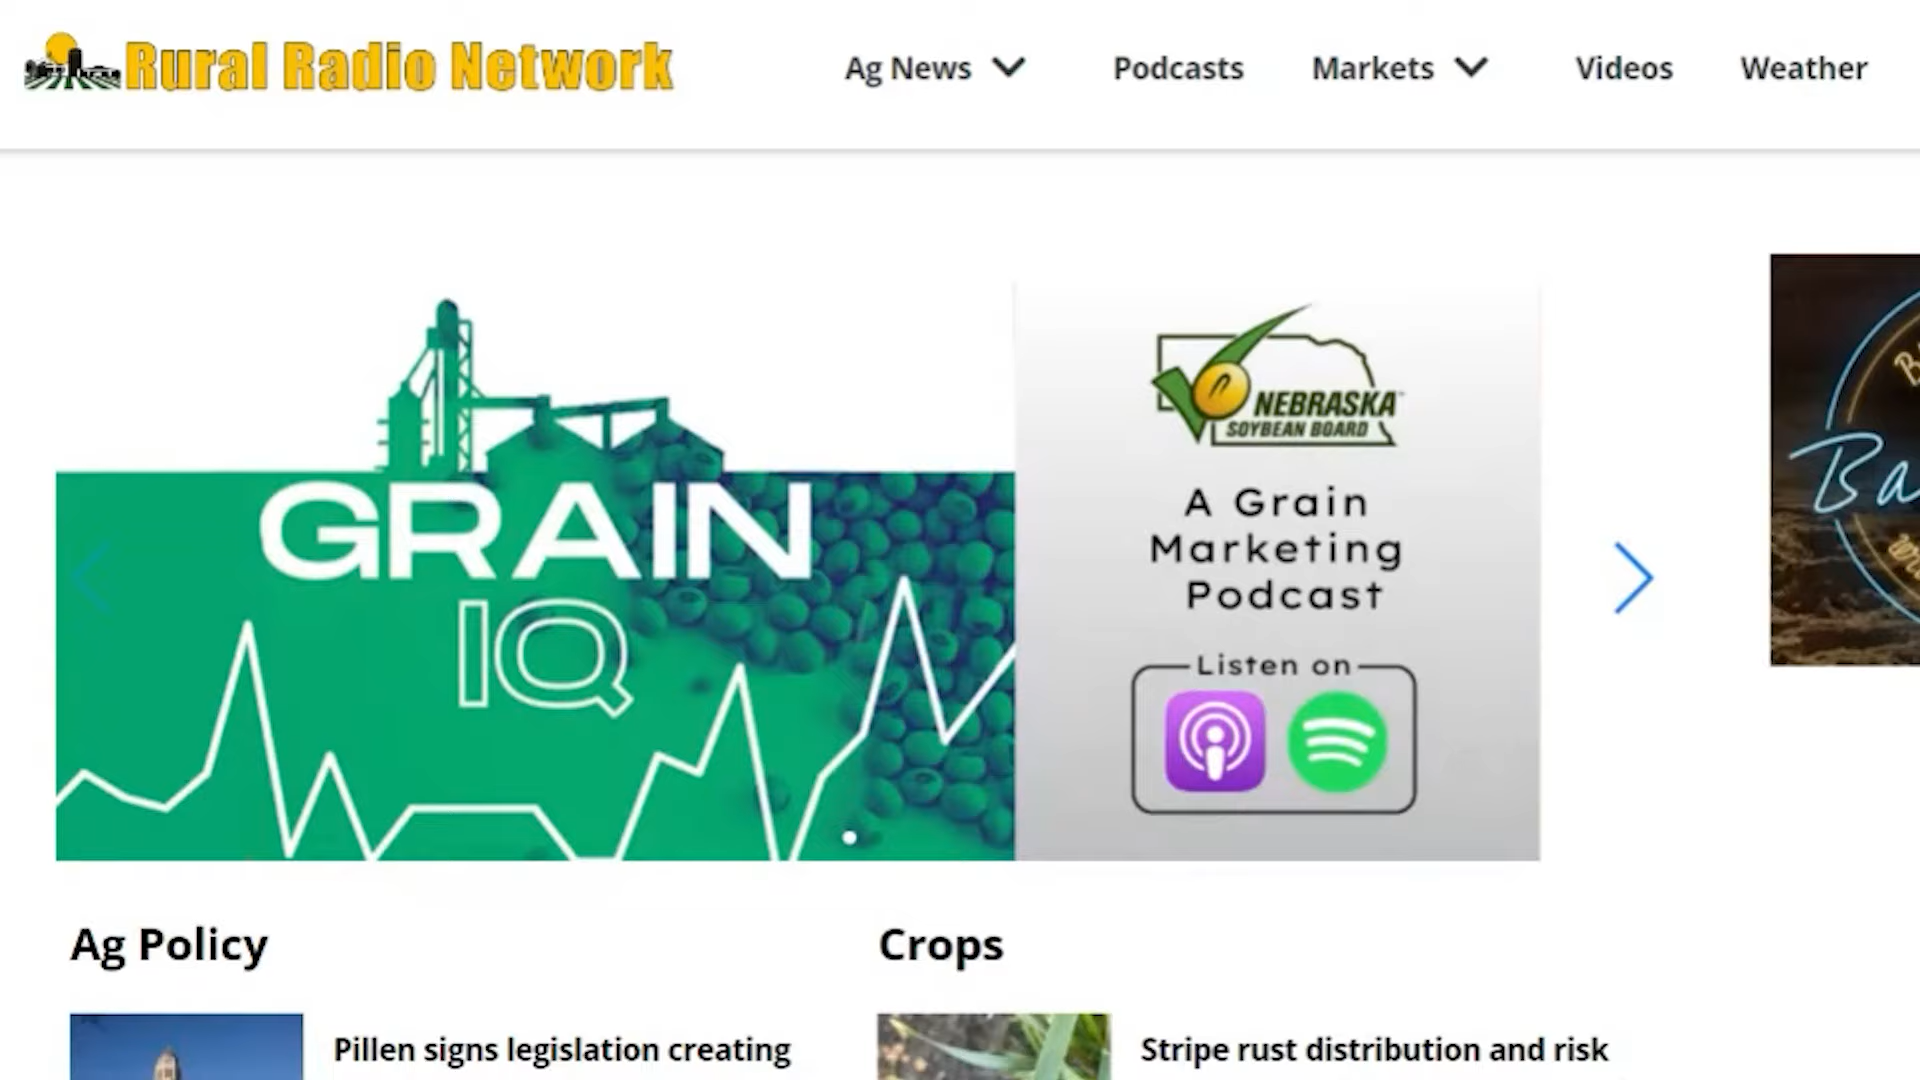 Rural Radio Network
Ag News
Podcasts
Markets
Videos
Weather
GRAIN
IQ
NEBRASKA
SOYBEAN BOARD
A Grain
Marketing
Podcast
Listen on
Ba
Ag Policy
Crops
Pillen signs legislation creating
Stripe rust distribution and risk